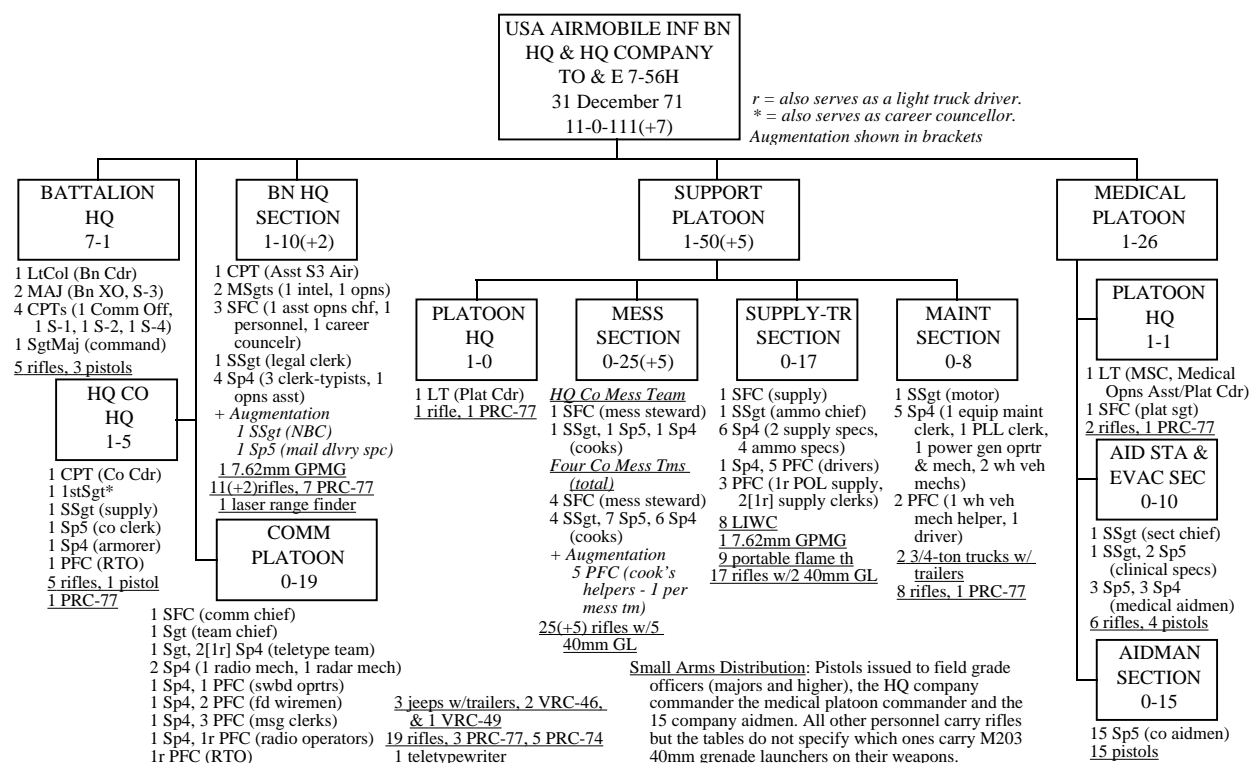 USA AIRMOBILE INF BN
HQ & HQ COMPANY
TO & E 7-56H
31 December 71
11-0-111(+7)
r = also serves as a light truck driver.
* = also serves as career councellor.
Augmentation shown in brackets
BATTALION
HQ
7-1
1 LtCol (Bn Cdr)
2 MAJ (Bn XO, S-3)
4 CPTs (1 Comm Off,
1 S-1, 1 S-2, 1 S-4)
1 SgtMaj (command)
5 rifles, 3 pistols
HQ CO
HQ
1-5
1 CPT (Co Cdr)
1 1stSgt*
1 SSgt (supply)
1 Sp5 (co clerk)
1 Sp4 (armorer)
1 PFC (RTO)
5 rifles, 1 pistol
1 PRC-77
BN HQ
SECTION
1-10(+2)
1 CPT (Asst S3 Air)
2 MSgts (1 intel, 1 opns)
3 SFC (1 asst opns chf, 1
personnel, 1 career
councelr)
1 SSgt (legal clerk)
4 Sp4 (3 clerk-typists, 1
opns asst)
+ Augmentation
1 SSgt (NBC)
1 Sp5 (mail dlvry spc)
1 7.62mm GPMG
11(+2)rifles, 7 PRC-77
1 laser range finder
COMM
PLATOON
0-19
1 SFC (comm chief)
1 Sgt (team chief)
1 Sgt, 2[1r] Sp4 (teletype team)
2 Sp4 (1 radio mech, 1 radar mech)
1 Sp4, 1 PFC (swbd oprtrs)
1 Sp4, 2 PFC (fd wiremen)
1 Sp4, 3 PFC (msg clerks)
1 Sp4, 1r PFC (radio operators)
1r PFC (RTO)
3 jeeps w/trailers, 2 VRC-46,
& 1 VRC-49
19 rifles, 3 PRC-77, 5 PRC-74
1 teletypewriter
SUPPORT
PLATOON
1-50(+5)
PLATOON
HQ
1-0
1 LT (Plat Cdr)
1 rifle, 1 PRC-77
MESS
SECTION
0-25(+5)
HQ Co Mess Team
1 SFC (mess steward)
1 SSgt, 1 Sp5, 1 Sp4
(cooks)
Four Co Mess Tms
(total)
4 SFC (mess steward)
4 SSgt, 7 Sp5, 6 Sp4
(cooks)
+ Augmentation
5 PFC (cook's
helpers - 1 per
mess tm)
25(+5) rifles w/5
40mm GL
SUPPLY-TR
SECTION
0-17
1 SFC (supply)
1 SSgt (ammo chief)
6 Sp4 (2 supply specs,
4 ammo specs)
1 Sp4, 5 PFC (drivers)
3 PFC (1r POL supply,
2[1r] supply clerks)
8 LIWC
1 7.62mm GPMG
9 portable flame th
17 rifles w/2 40mm GL
MAINT
SECTION
0-8
1 SSgt (motor)
5 Sp4 (1 equip maint
clerk, 1 PLL clerk,
1 power gen oprtr
& mech, 2 wh veh
mechs)
2 PFC (1 wh veh
mech helper, 1
driver)
2 3/4-ton trucks w/
trailers
8 rifles, 1 PRC-77
Small Arms Distribution: Pistols issued to field grade
officers (majors and higher), the HQ company
commander the medical platoon commander and the
15 company aidmen. All other personnel carry rifles
but the tables do not specify which ones carry M203
40mm grenade launchers on their weapons.
MEDICAL
PLATOON
1-26
PLATOON
HQ
1-1
1 LT (MSC, Medical
Opns Asst/Plat Cdr)
1 SFC (plat sgt)
2 rifles, 1 PRC-77
AID STA &
EVAC SEC
0-10
1 SSgt (sect chief)
1 SSgt, 2 Sp5
(clinical specs)
3 Sp5, 3 Sp4
(medical aidmen)
6 rifles, 4 pistols
AIDMAN
SECTION
0-15
15 Sp5 (co aidmen)
15 pistols